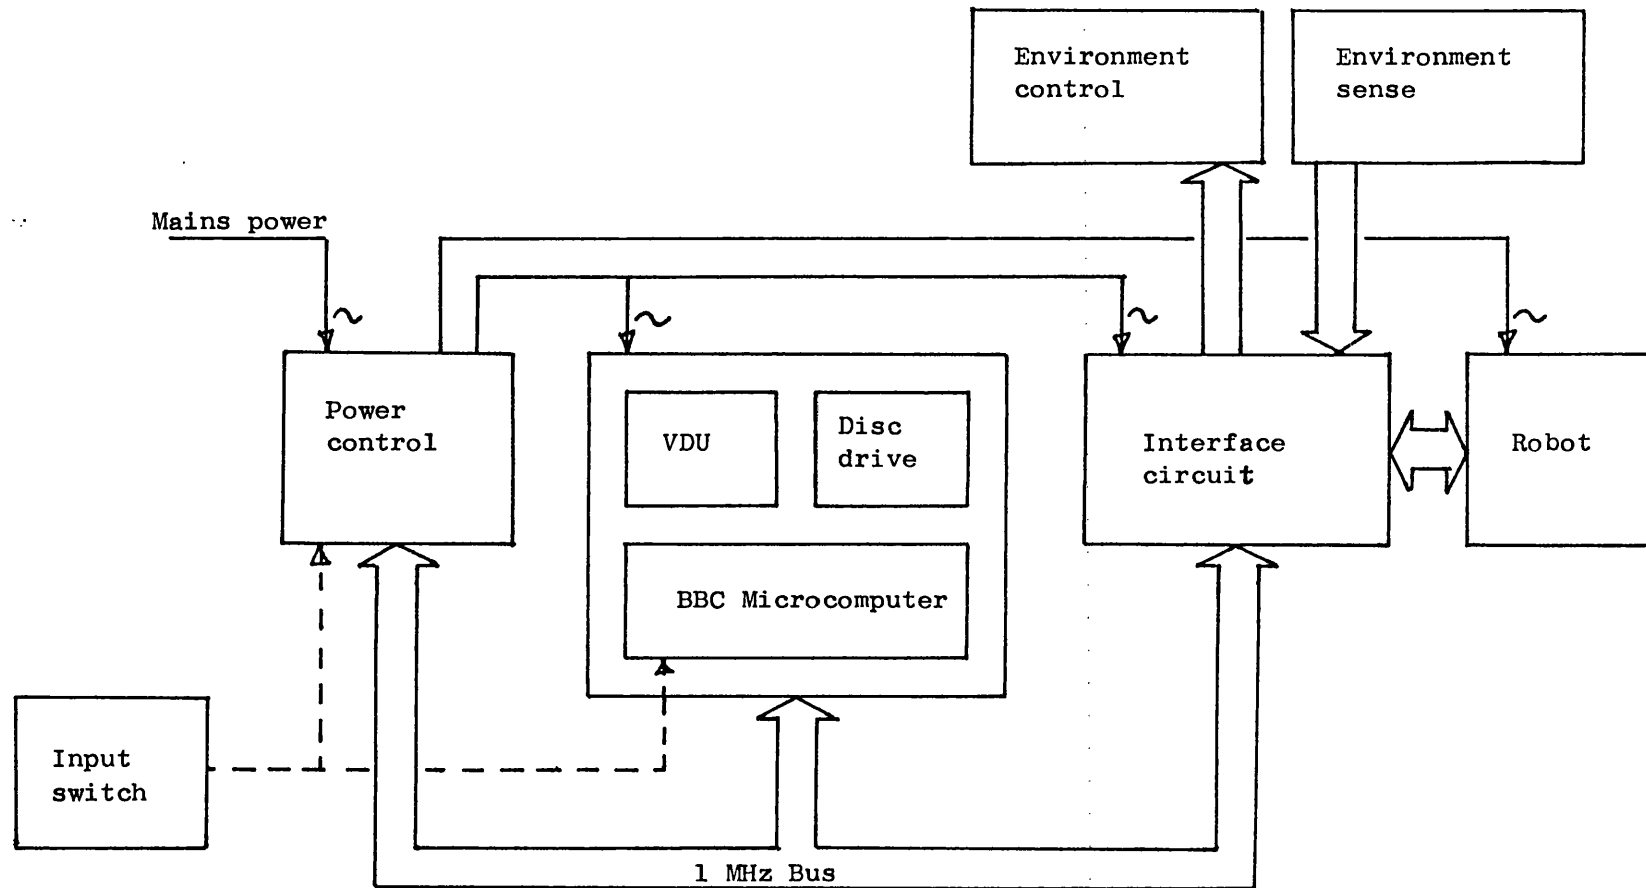 Environment
control
Environment
sense
Mains power
Power
control
VDU
Disc
drive
BBC Microcomputer
Interface
circuit
Robot
Input
switch
1 MHz Bus